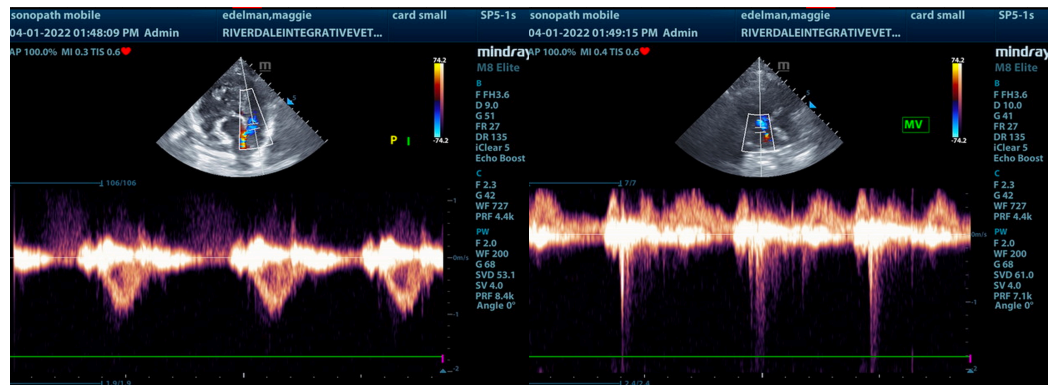 sonopath mobile edelman,maggie card small SP5-1s
04-01-2022 01:48:09 PM Admin RIVERDALEINTEGRATIVEVET...
AP 100.0% MI 0.3 TIS 0.6
m
mindray
M8 Elite
74.2
-74.2
P I
B
F FH3.6
D 9.0
G 51
FR 27
DR 135
iClear 5
Echo Boost
C
F 2.3
G 42
WF 727
PRF 4.4k
PW
F 2.0
WF 200
G 68
SVD 53.1
SV 4.0
PRF 8.4k
Angle 0°
106/106
1
0m/s
-1
-2
1.9/1.9
sonopath mobile edelman,maggie card small SP5-1s
04-01-2022 01:49:15 PM Admin RIVERDALEINTEGRATIVEVET...
AP 100.0% MI 0.4 TIS 0.6
m
mindray
M8 Elite
74.2
-74.2
MV
B
F FH3.6
D 10.0
G 41
FR 27
DR 135
iClear 5
Echo Boost
C
F 2.3
G 42
WF 727
PRF 4.4k
PW
F 2.0
WF 200
G 68
SVD 61.0
SV 4.0
PRF 7.1k
Angle 0°
7/7
0m/s
-1
-2
2.4/2.4